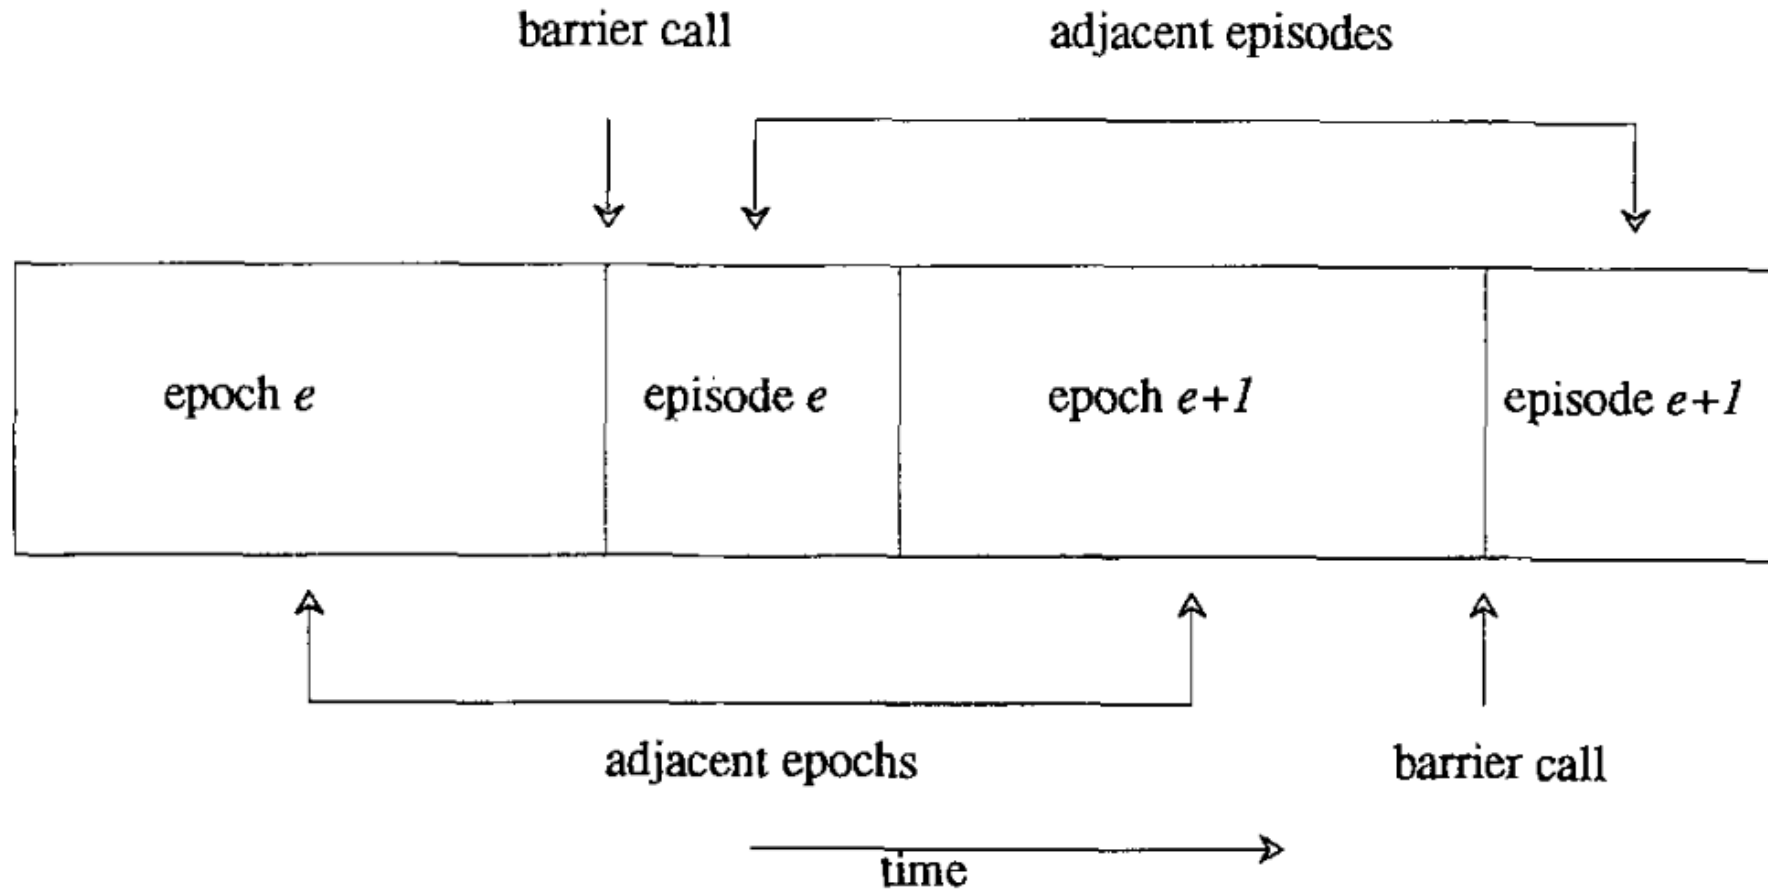 barrier call
adjacent episodes
epoch e
episode e
epoch e+1
episode e+1
adjacent epochs
barrier call
time